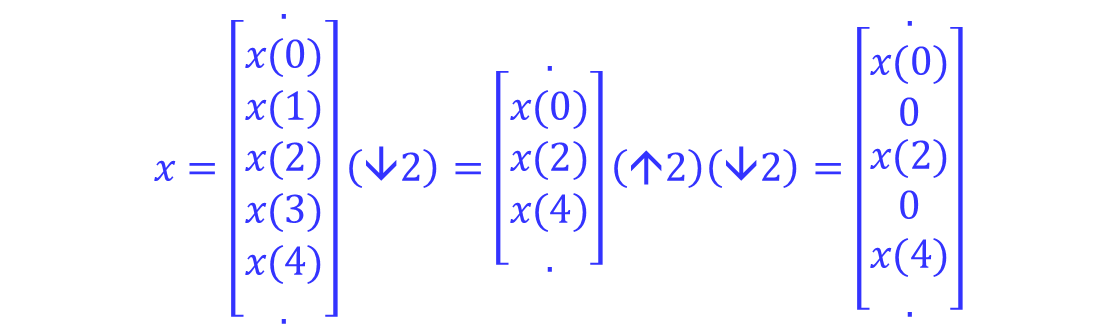 x = [ . x(0) x(1) x(2) x(3) x(4) . ] (↓2) = [ . x(0) x(2) x(4) . ] (↑2)(↓2) = [ . x(0) 0 x(2) 0 x(4) . ]